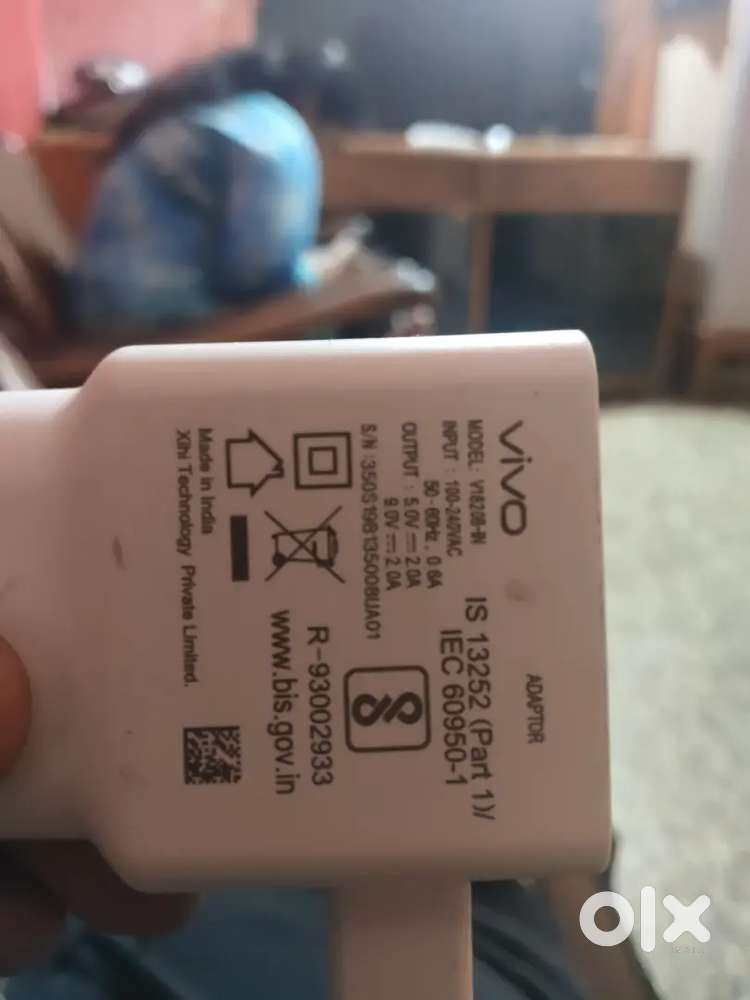 vivo
ADAPTOR
MODEL: V1820B-IN
INPUT : 100-240VAC
50-60Hz, 0.6A
OUTPUT : 5.0V⎓2.0A
9.0V⎓2.0A
S/N :350S198135008UA01
IS 13252 (Part 1)/
IEC 60950-1
R-93002933
www.bis.gov.in
Made in India
Xihi Technology Private Limited.
olx